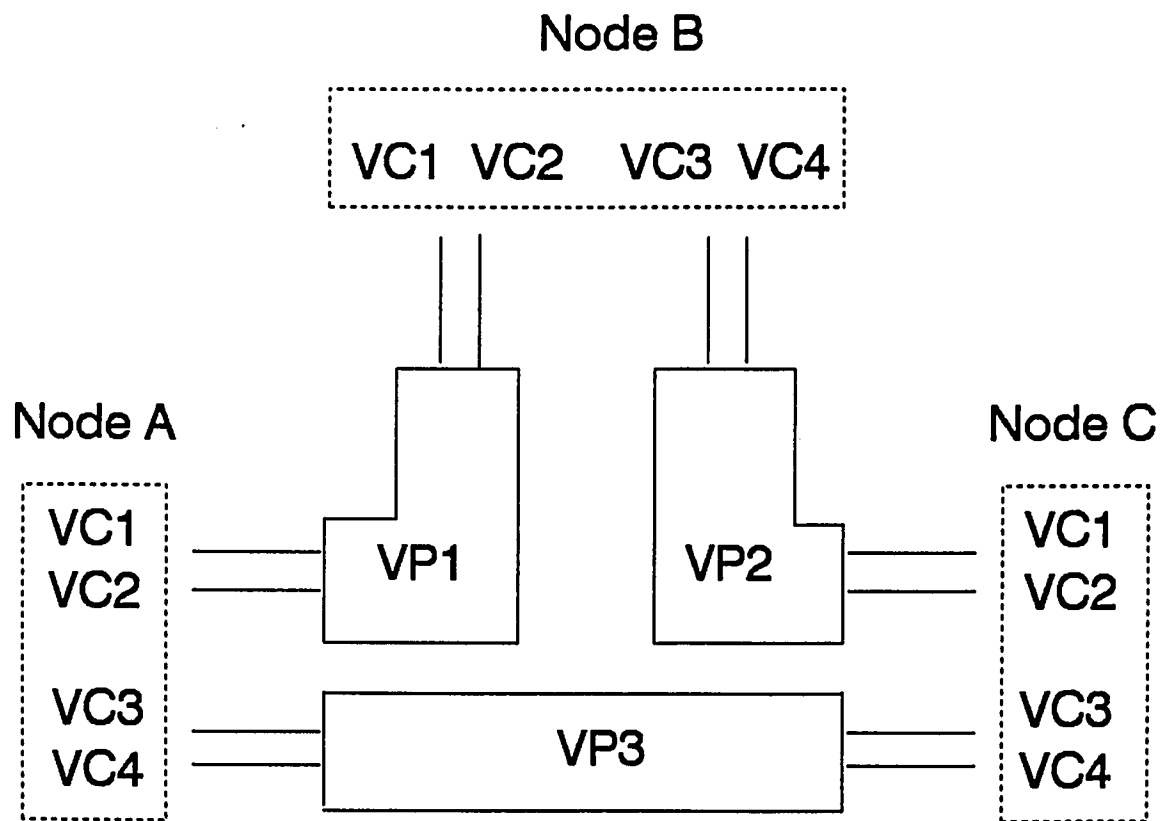 Node B
VC1 VC2 VC3 VC4
Node A
Node C
VC1
VC2
VC3
VC4
VP1
VP2
VP3
VC1
VC2
VC3
VC4